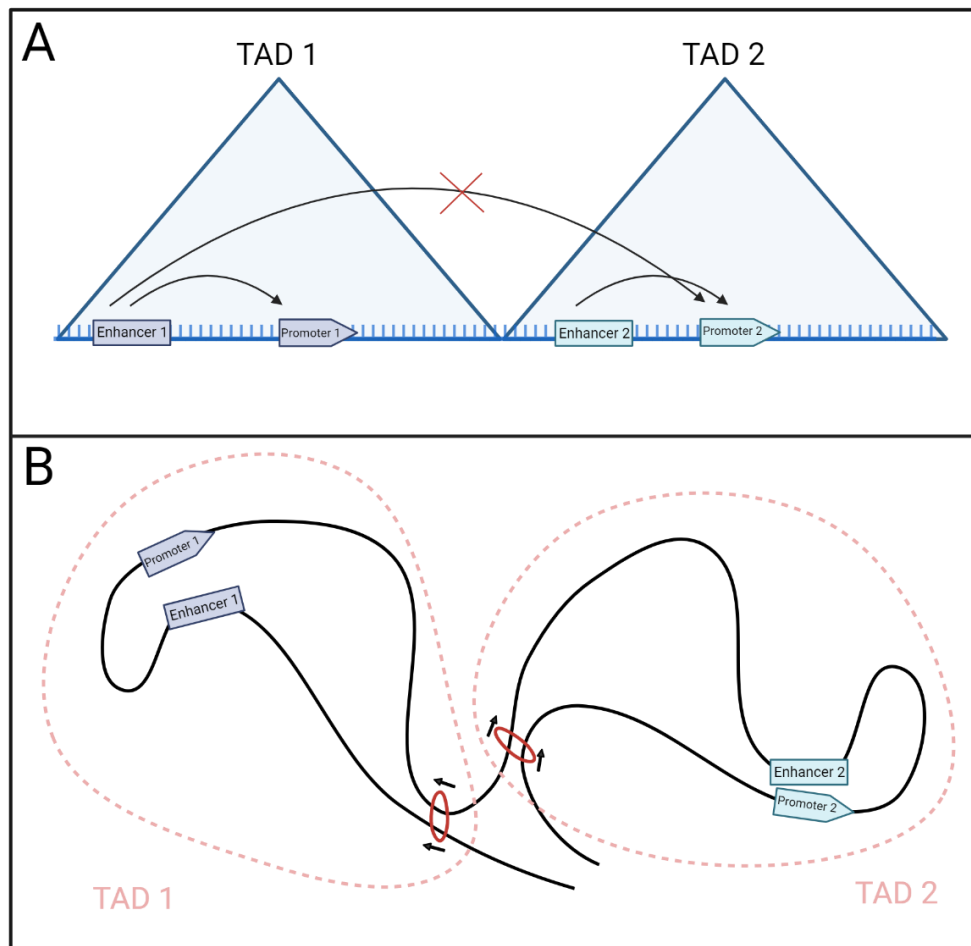 A
TAD 1
TAD 2
Enhancer 1
Promoter 1
Enhancer 2
Promoter 2
B
Promoter 1
Enhancer 1
Enhancer 2
Promoter 2
TAD 1
TAD 2